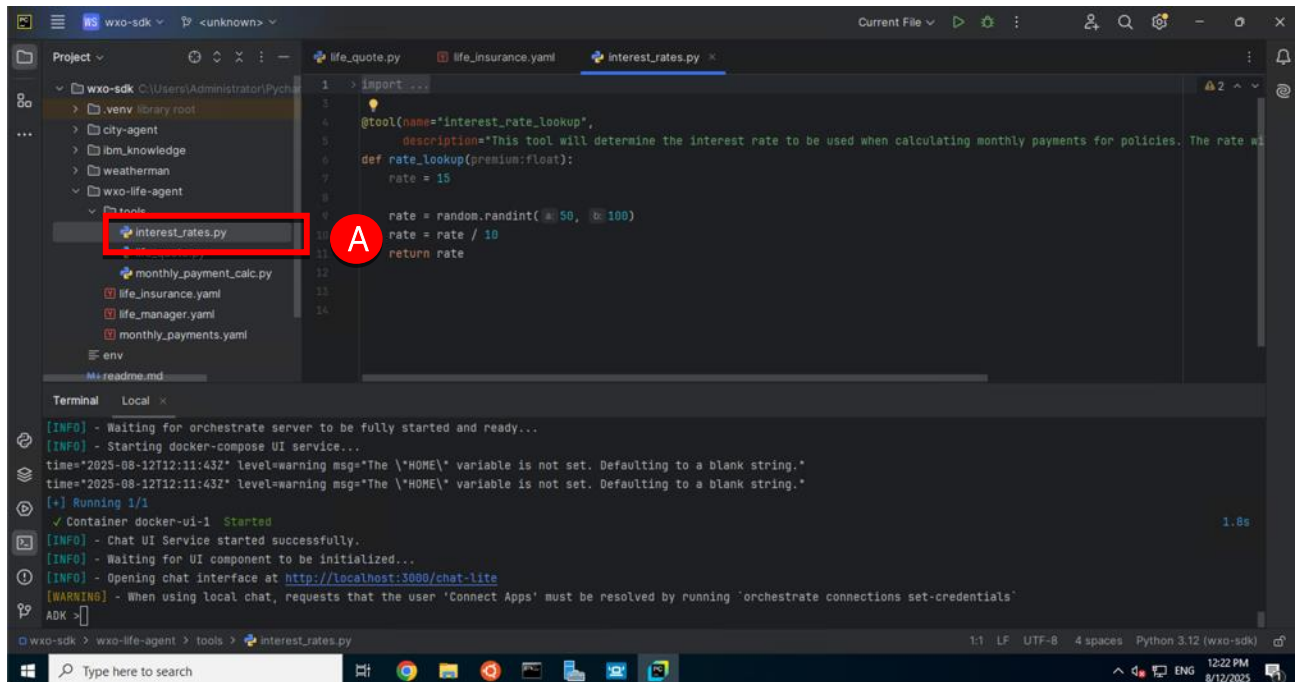 PC
WS wxo-sdk
<unknown>
Current File
Project
life_quote.py
life_insurance.yaml
interest_rates.py
wxo-sdk C:\Users\Administrator\Pychar
.venv library root
city-agent
ibm_knowledge
weatherman
wxo-life-agent
tools
interest_rates.py
monthly_payment_calc.py
life_insurance.yaml
life_manager.yaml
monthly_payments.yaml
env
readme.md
A
1 import ...
2
3
4 @tool(name="interest_rate_lookup",
5 description="This tool will determine the interest rate to be used when calculating monthly payments for policies. The rate wi
6 def rate_lookup(premium:float):
7 rate = 15
8
9 rate = random.randint( a: 50, b: 100)
10 rate = rate / 10
11 return rate
12
13
14
Terminal Local
[INFO] - Waiting for orchestrate server to be fully started and ready...
[INFO] - Starting docker-compose UI service...
time="2025-08-12T12:11:43Z" level=warning msg="The \"HOME\" variable is not set. Defaulting to a blank string."
time="2025-08-12T12:11:43Z" level=warning msg="The \"HOME\" variable is not set. Defaulting to a blank string."
[+] Running 1/1
✓ Container docker-ui-1 Started 1.8s
[INFO] - Chat UI Service started successfully.
[INFO] - Waiting for UI component to be initialized...
[INFO] - Opening chat interface at http://localhost:3000/chat-lite
[WARNING] - When using local chat, requests that the user 'Connect Apps' must be resolved by running `orchestrate connections set-credentials`
ADK >
wxo-sdk > wxo-life-agent > tools > interest_rates.py
1:1 LF UTF-8 4 spaces Python 3.12 (wxo-sdk)
Type here to search
ENG
12:22 PM
8/12/2025